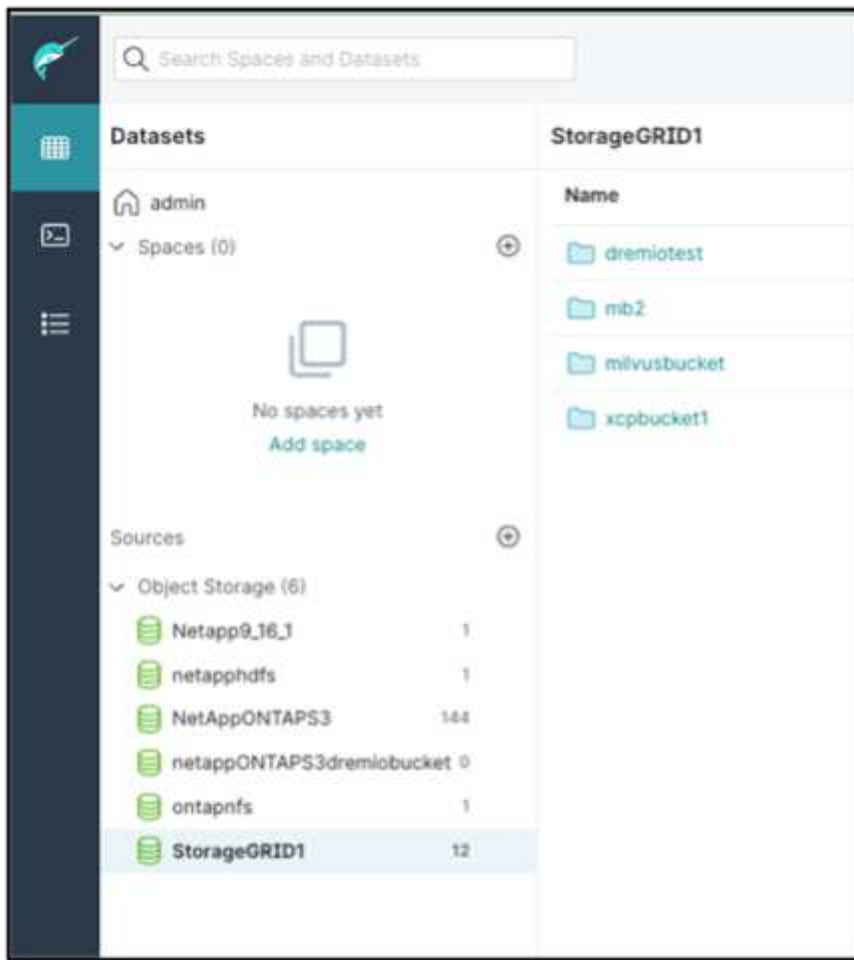 Search Spaces and Datasets
Datasets
admin
Spaces (0)
No spaces yet
Add space
Sources
Object Storage (6)
Netapp9_16_1 1
netapphdfs 1
NetAppONTAPS3 144
netappONTAPS3dremiobucket 0
ontapnfs 1
StorageGRID1 12
StorageGRID1
Name
dremiotest
mb2
milvusbucket
xcpbucket1